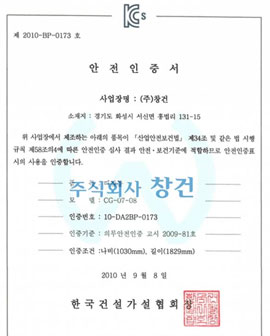 KCs
제 2010-BP-0173 호
안 전 인 증 서
사업장명 : (주)창건
소재지 : 경기도 화성시 서신면 홍법리 131-15
위 사업장에서 제조하는 아래의 품목이 『산업안전보건법』 제34조 및 같은 법 시행
규칙 제58조의4에 따른 안전인증 심사 결과 안전·보건기준에 적합하므로 안전인증표
시의 사용을 인증합니다.
주식회사 창건
모 델 : CG-07-08
인증번호 : 10-DA2BP-0173
인증기준 : 의무안전인증 고시 2009-81호
인증조건 : 나비(1030mm), 길이(1829mm)
2010 년 9 월 8 일
한국건설가설협회장